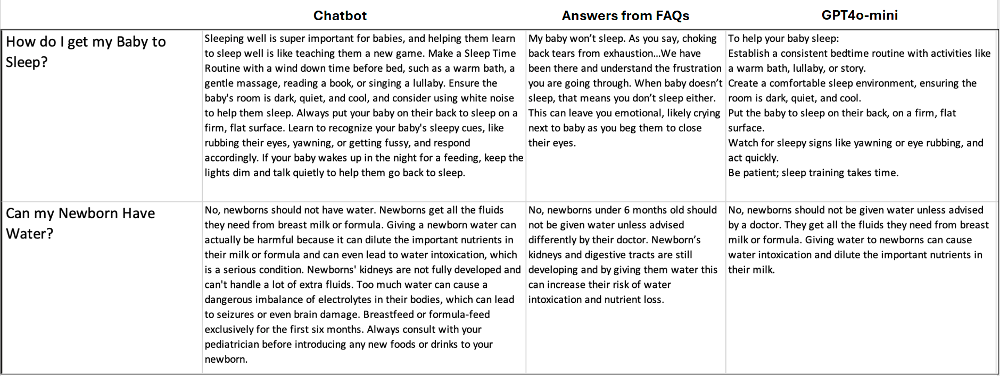 Chatbot
Answers from FAQs
GPT4o-mini
How do I get my Baby to
Sleep?
Sleeping well is super important for babies, and helping them learn
to sleep well is like teaching them a new game. Make a Sleep Time
Routine with a wind down time before bed, such as a warm bath, a
gentle massage, reading a book, or singing a lullaby. Ensure the
baby's room is dark, quiet, and cool, and consider using white noise
to help them sleep. Always put your baby on their back to sleep on a
firm, flat surface. Learn to recognize your baby's sleepy cues, like
rubbing their eyes, yawning, or getting fussy, and respond
accordingly. If your baby wakes up in the night for a feeding, keep the
lights dim and talk quietly to help them go back to sleep.
My baby won’t sleep. As you say, choking
back tears from exhaustion...We have
been there and understand the frustration
you are going through. When baby doesn’t
sleep, that means you don’t sleep either.
This can leave you emotional, likely crying
next to baby as you beg them to close
their eyes.
To help your baby sleep:
Establish a consistent bedtime routine with activities like
a warm bath, lullaby, or story.
Create a comfortable sleep environment, ensuring the
room is dark, quiet, and cool.
Put the baby to sleep on their back, on a firm, flat
surface.
Watch for sleepy signs like yawning or eye rubbing, and
act quickly.
Be patient; sleep training takes time.
Can my Newborn Have
Water?
No, newborns should not have water. Newborns get all the fluids
they need from breast milk or formula. Giving a newborn water can
actually be harmful because it can dilute the important nutrients in
their milk or formula and can even lead to water intoxication, which
is a serious condition. Newborns' kidneys are not fully developed and
can't handle a lot of extra fluids. Too much water can cause a
dangerous imbalance of electrolytes in their bodies, which can lead
to seizures or even brain damage. Breastfeed or formula-feed
exclusively for the first six months. Always consult with your
pediatrician before introducing any new foods or drinks to your
newborn.
No, newborns under 6 months old should
not be given water unless advised
differently by their doctor. Newborn’s
kidneys and digestive tracts are still
developing and by giving them water this
can increase their risk of water
intoxication and nutrient loss.
No, newborns should not be given water unless advised
by a doctor. They get all the fluids they need from breast
milk or formula. Giving water to newborns can cause
water intoxication and dilute the important nutrients in
their milk.